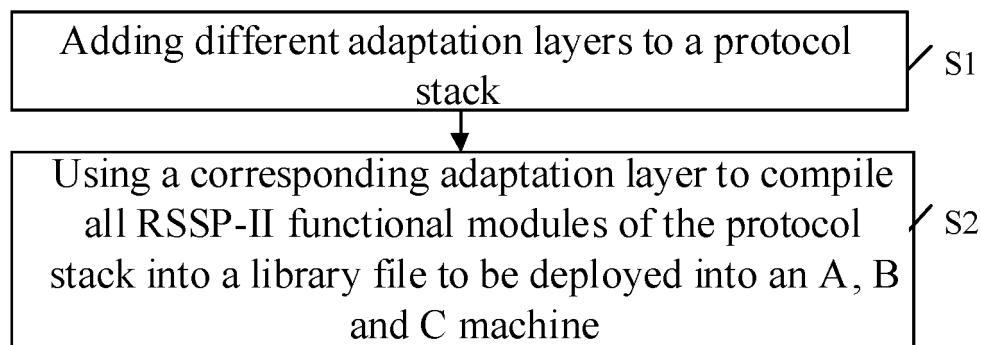 Adding different adaptation layers to a protocol
stack
S1
Using a corresponding adaptation layer to compile
all RSSP-II functional modules of the protocol
stack into a library file to be deployed into an A, B
and C machine
S2